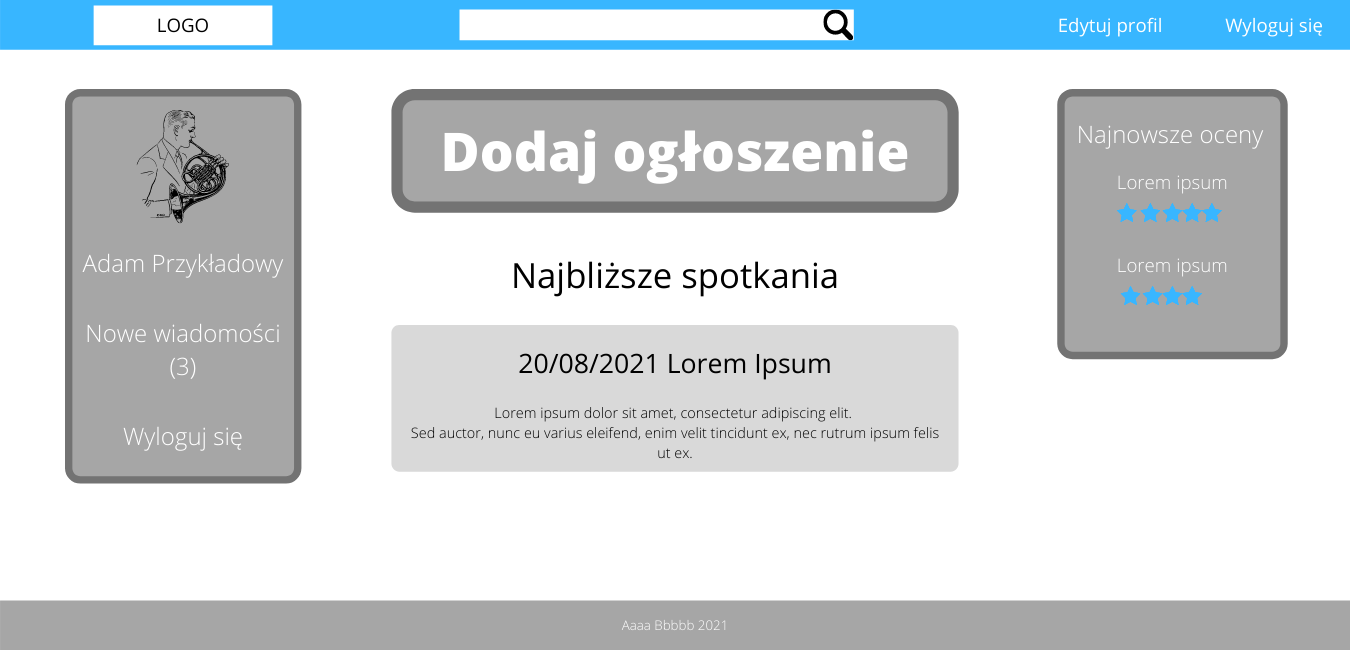 LOGO
Edytuj profil
Wyloguj się
Adam Przykładowy
Nowe wiadomości
(3)
Wyloguj się
Dodaj ogłoszenie
Najbliższe spotkania
20/08/2021 Lorem Ipsum
Lorem ipsum dolor sit amet, consectetur adipiscing elit.
Sed auctor, nunc eu varius eleifend, enim velit tincidunt ex, nec rutrum ipsum felis
ut ex.
Najnowsze oceny
Lorem ipsum
Lorem ipsum
Aaaa Bbbbb 2021